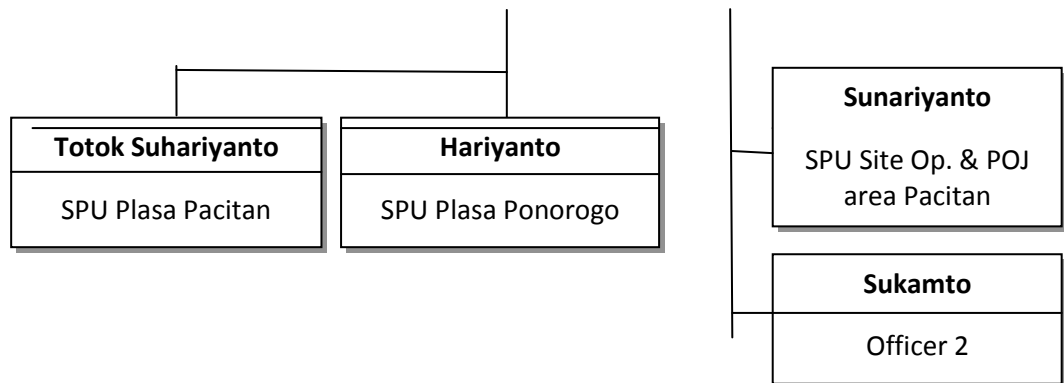 Totok Suhariyanto
SPU Plasa Pacitan
Hariyanto
SPU Plasa Ponorogo
Sunariyanto
SPU Site Op. & POJ
area Pacitan
Sukamto
Officer 2